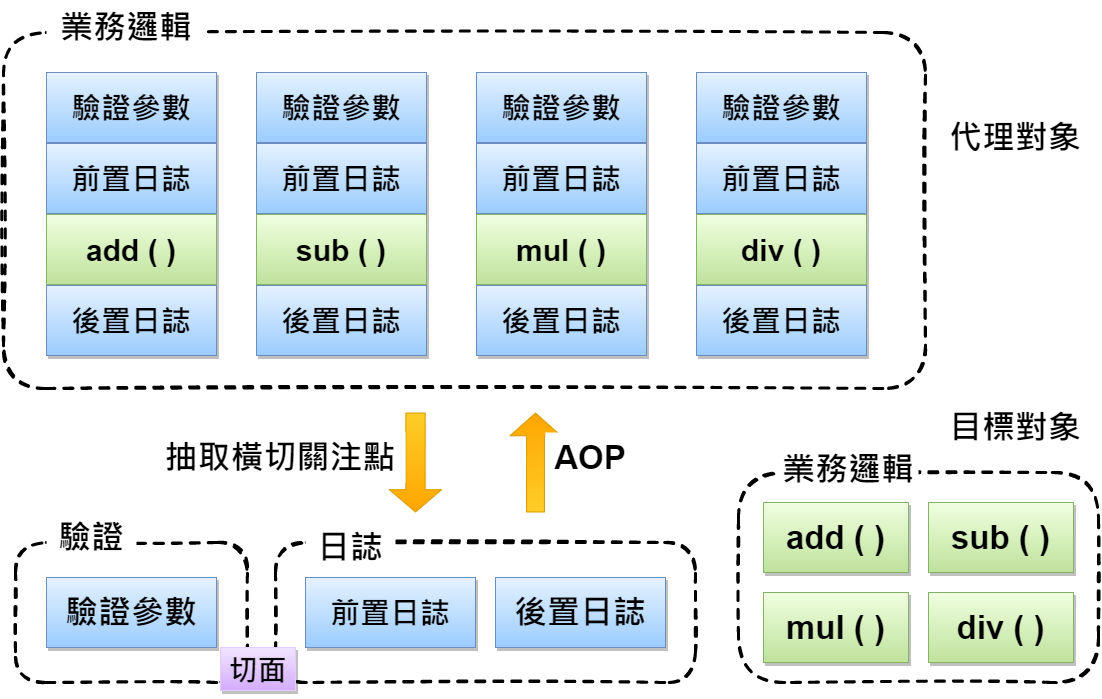 業務邏輯
驗證參數 驗證參數 驗證參數 驗證參數
代理對象
前置日誌 前置日誌 前置日誌 前置日誌
add ( ) sub ( ) mul ( ) div ( )
後置日誌 後置日誌 後置日誌 後置日誌
抽取橫切關注點
AOP
驗證
驗證參數
日誌
前置日誌 後置日誌
切面
目標對象
業務邏輯
add ( ) sub ( )
mul ( ) div ( )